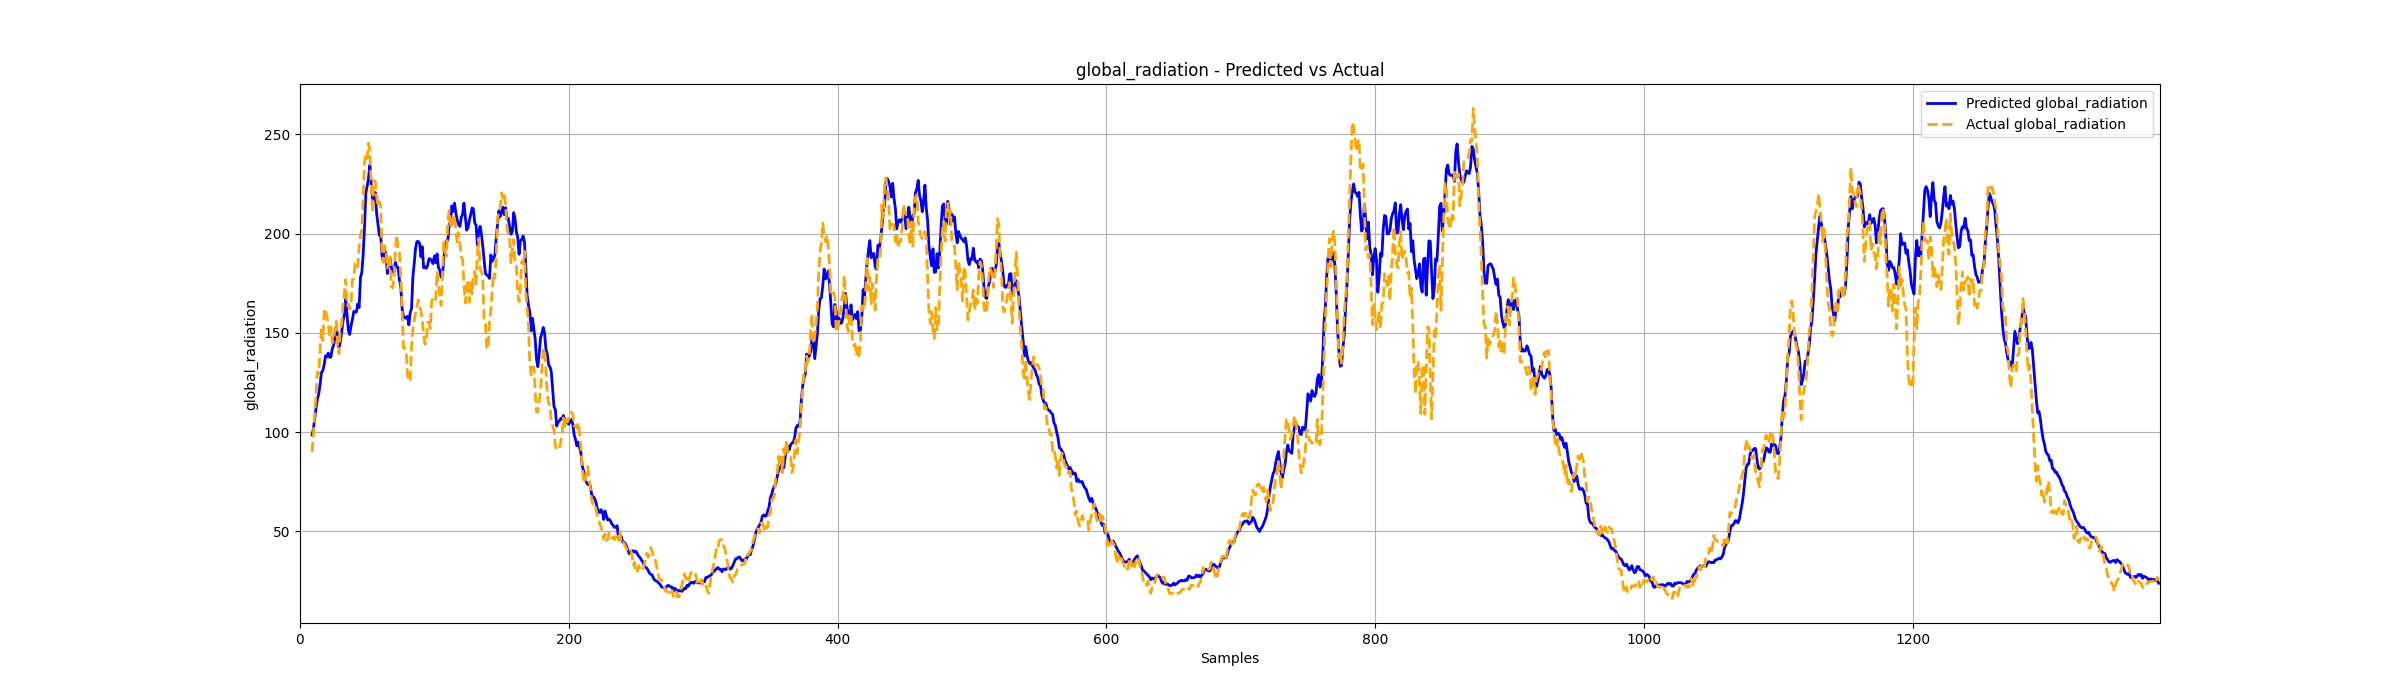 global_radiation - Predicted vs Actual
Predicted global_radiation
Actual global_radiation
250
200
150
100
50
global_radiation
0 200 400 600 800 1000 1200
Samples